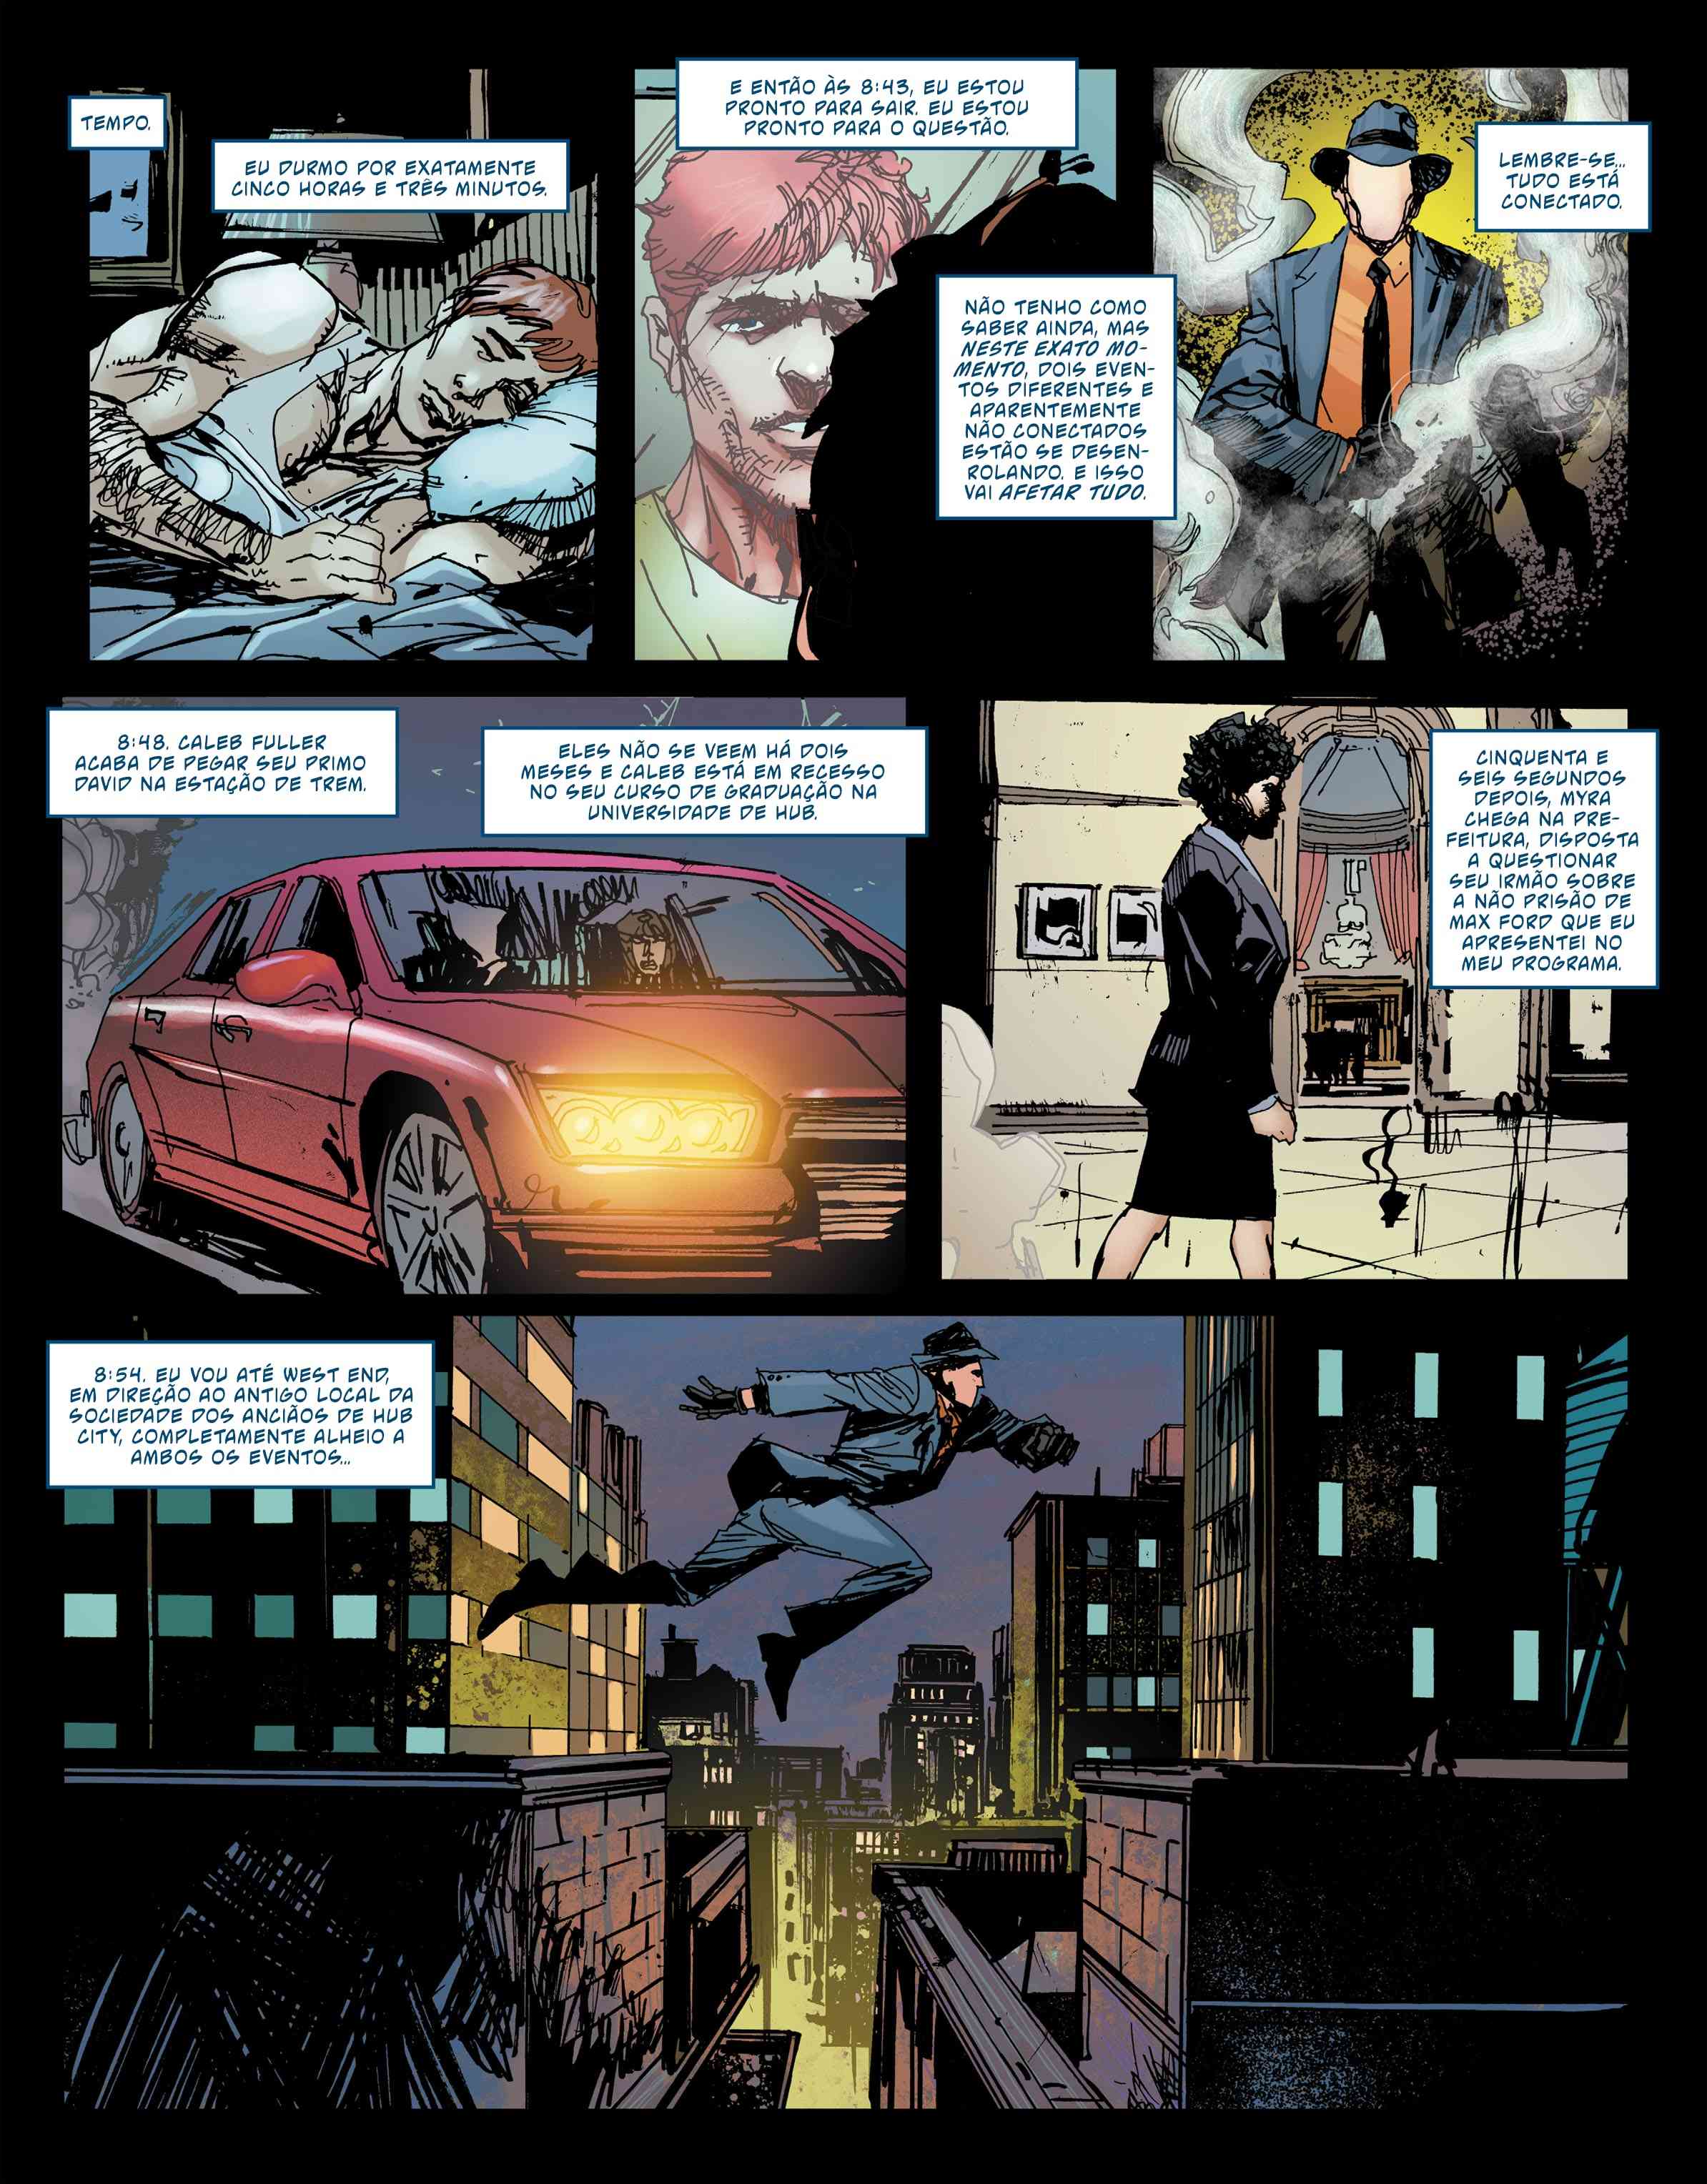 TEMPO.
EU DURMO POR EXATAMENTE
CINCO HORAS E TRÊS MINUTOS.
E ENTÃO ÀS 8:43, EU ESTOU
PRONTO PARA SAIR. EU ESTOU
PRONTO PARA O QUESTÃO.
NÃO TENHO COMO
SABER AINDA, MAS
NESTE EXATO MO-
MENTO, DOIS EVEN-
TOS DIFERENTES E
APARENTEMENTE
NÃO CONECTADOS
ESTÃO SE DESEN-
ROLANDO. E ISSO
VAI AFETAR TUDO.
LEMBRE-SE...
TUDO ESTÁ
CONECTADO.
8:48. CALEB FULLER
ACABA DE PEGAR SEU PRIMO
DAVID NA ESTAÇÃO DE TREM.
ELES NÃO SE VEEM HÁ DOIS
MESES E CALEB ESTÁ EM RECESSO
NO SEU CURSO DE GRADUAÇÃO NA
UNIVERSIDADE DE HUB.
CINQUENTA E
SEIS SEGUNDOS
DEPOIS, MYRA
CHEGA NA PRE-
FEITURA, DISPOSTA
A QUESTIONAR
SEU IRMÃO SOBRE
A NÃO PRISÃO DE
MAX FORD QUE EU
APRESENTEI NO
MEU PROGRAMA.
8:54. EU VOU ATÉ WEST END,
EM DIREÇÃO AO ANTIGO LOCAL DA
SOCIEDADE DOS ANCIÃOS DE HUB
CITY, COMPLETAMENTE ALHEIO A
AMBOS OS EVENTOS...